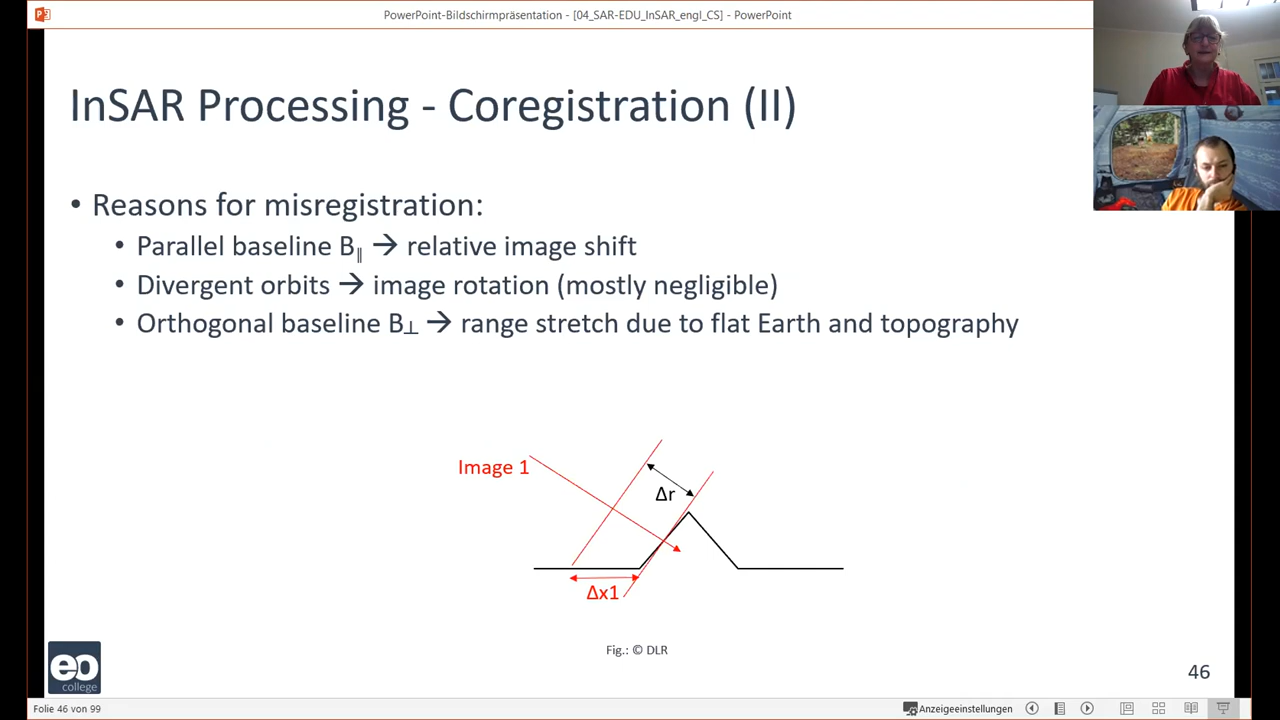 PowerPoint-Bildschirmpräsentation - [04_SAR-EDU_InSAR_engl_CS] - PowerPoint
InSAR Processing - Coregistration (II)
• Reasons for misregistration:
• Parallel baseline B∥ → relative image shift
• Divergent orbits → image rotation (mostly negligible)
• Orthogonal baseline B⊥ → range stretch due to flat Earth and topography
Image 1
Δr
Δx1
Fig.: © DLR
eo
college
46
Folie 46 von 99
Anzeigeeinstellungen